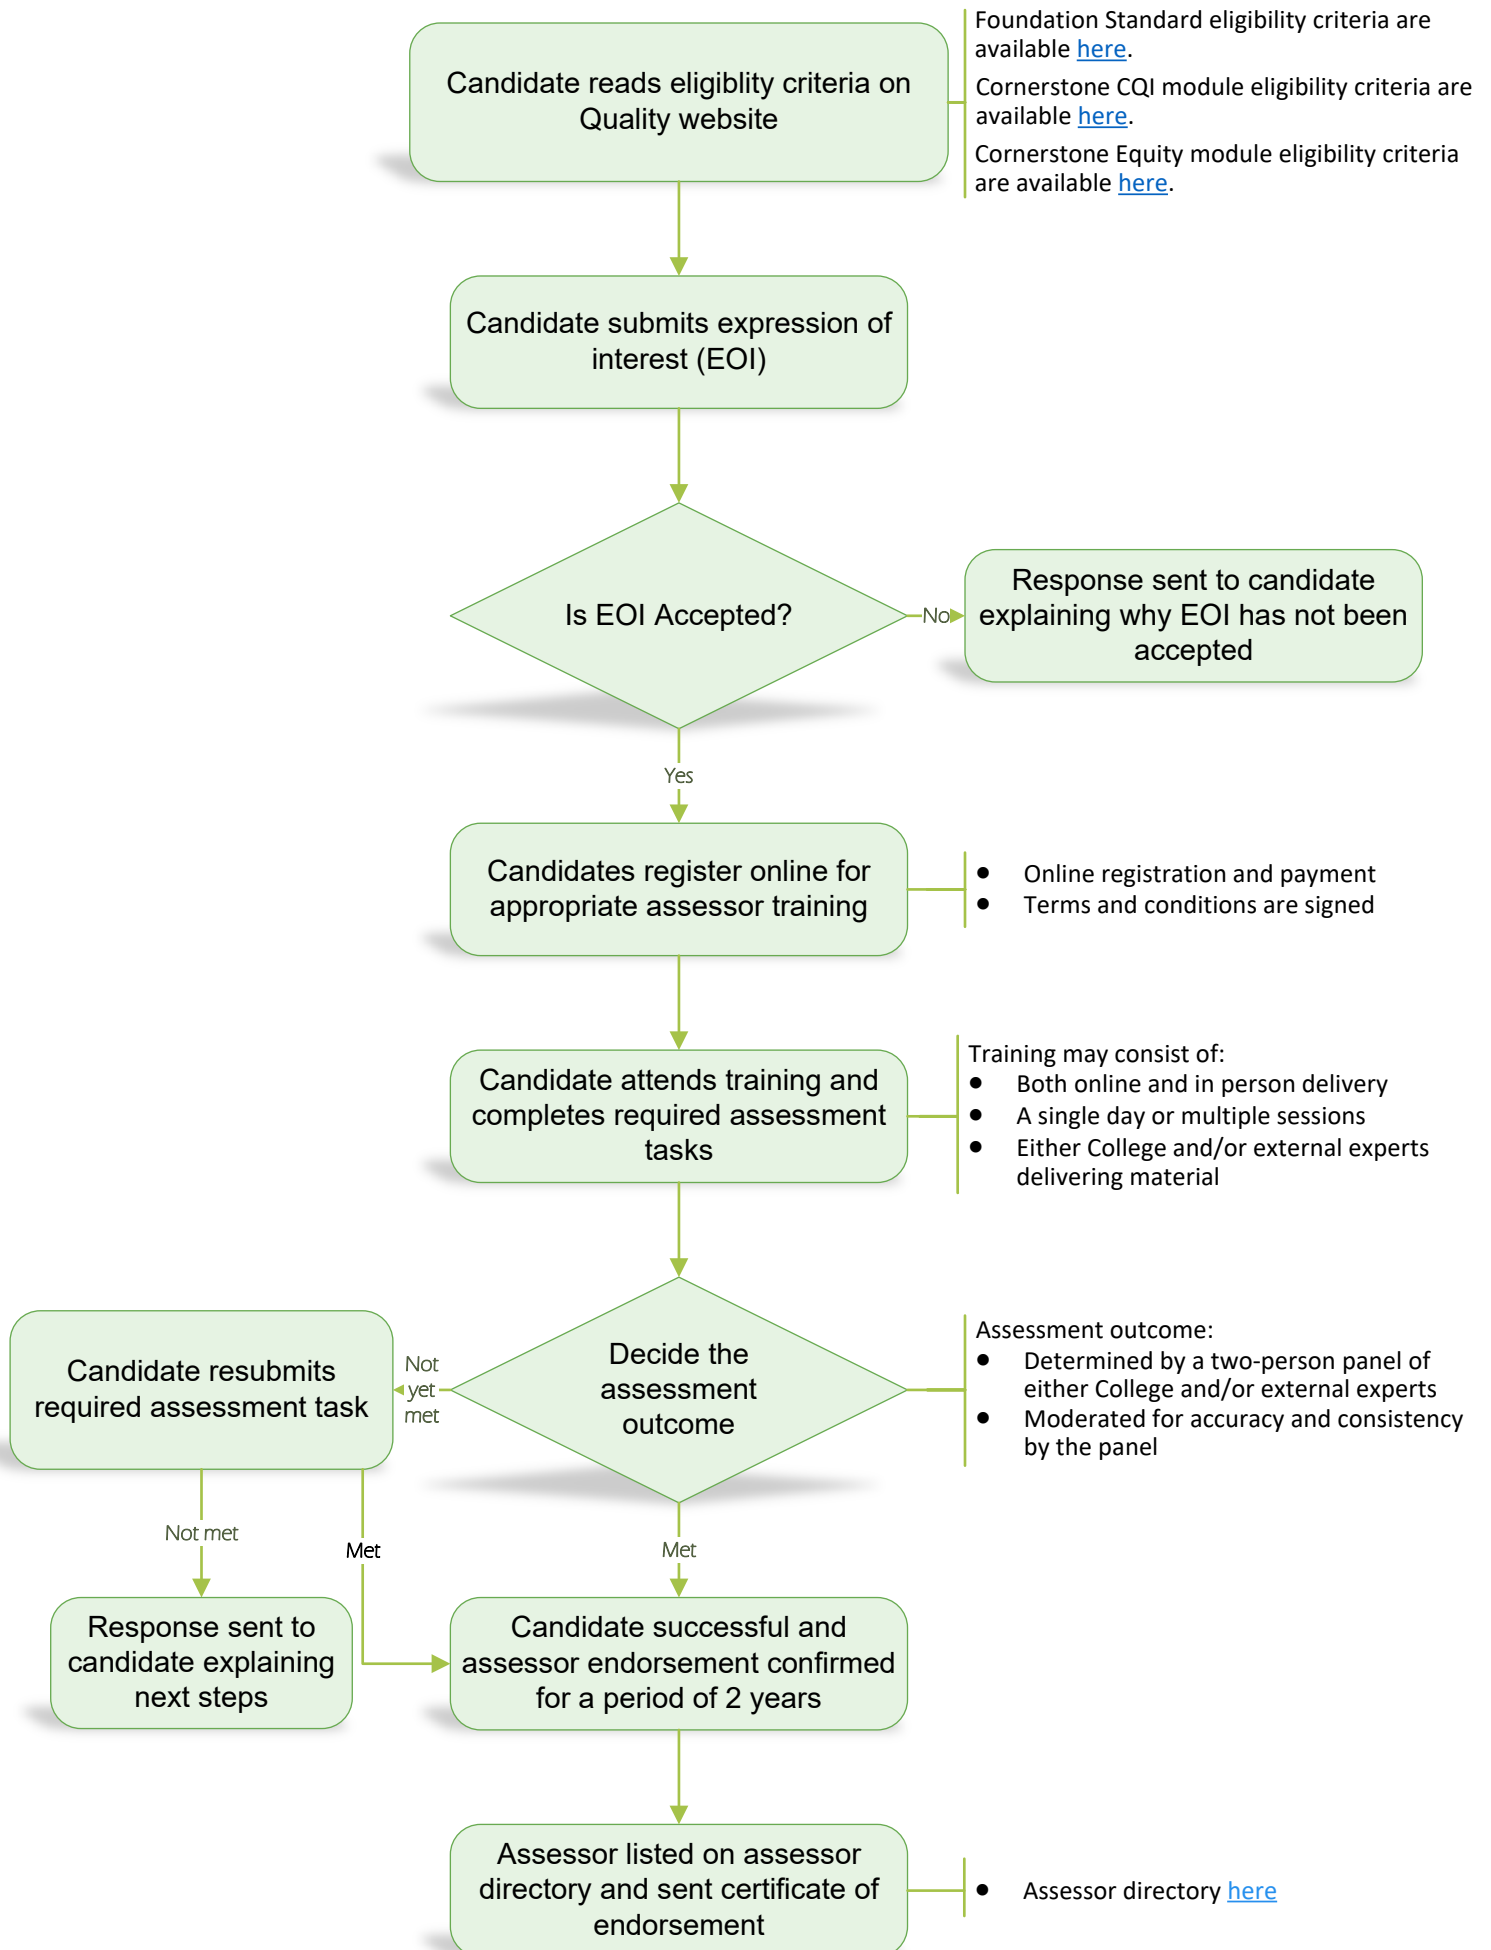 Candidate reads eligiblity criteria on
Quality website
Foundation Standard eligibility criteria are
available here.
Cornerstone CQI module eligibility criteria are
available here.
Cornerstone Equity module eligibility criteria
are available here.
Candidate submits expression of
interest (EOI)
Is EOI Accepted?
No
Response sent to candidate
explaining why EOI has not been
accepted
Yes
Candidates register online for
appropriate assessor training
● Online registration and payment
● Terms and conditions are signed
Candidate attends training and
completes required assessment
tasks
Training may consist of:
● Both online and in person delivery
● A single day or multiple sessions
● Either College and/or external experts
delivering material
Decide the
assessment
outcome
Assessment outcome:
● Determined by a two-person panel of
either College and/or external experts
● Moderated for accuracy and consistency
by the panel
Not
yet
met
Candidate resubmits
required assessment task
Not met
Met
Met
Response sent to
candidate explaining
next steps
Candidate successful and
assessor endorsement confirmed
for a period of 2 years
Assessor listed on assessor
directory and sent certificate of
endorsement
● Assessor directory here